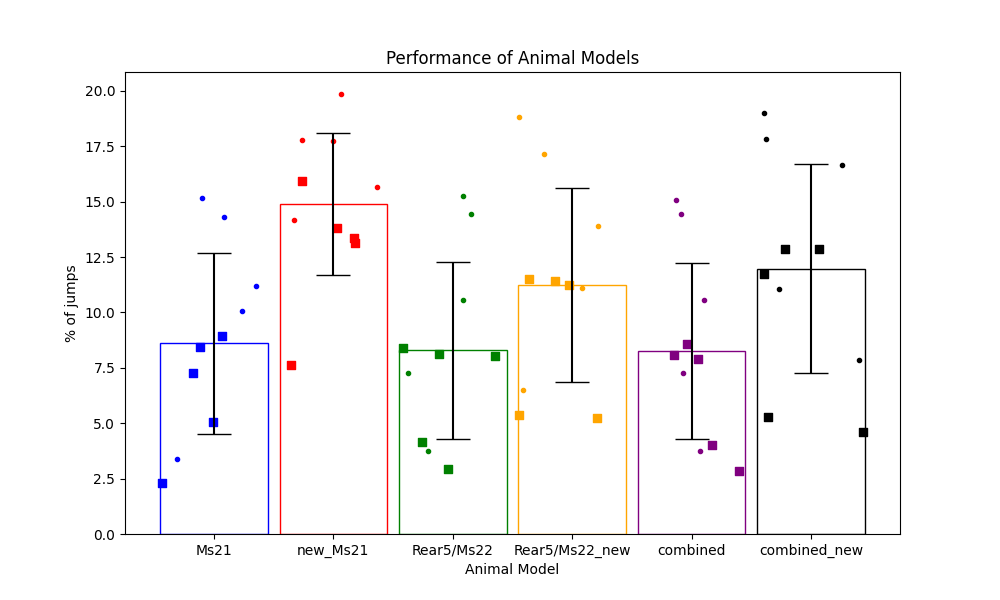 Performance of Animal Models
% of jumps
20.0
17.5
15.0
12.5
10.0
7.5
5.0
2.5
0.0
Ms21 new_Ms21 Rear5/Ms22 Rear5/Ms22_new combined combined_new
Animal Model